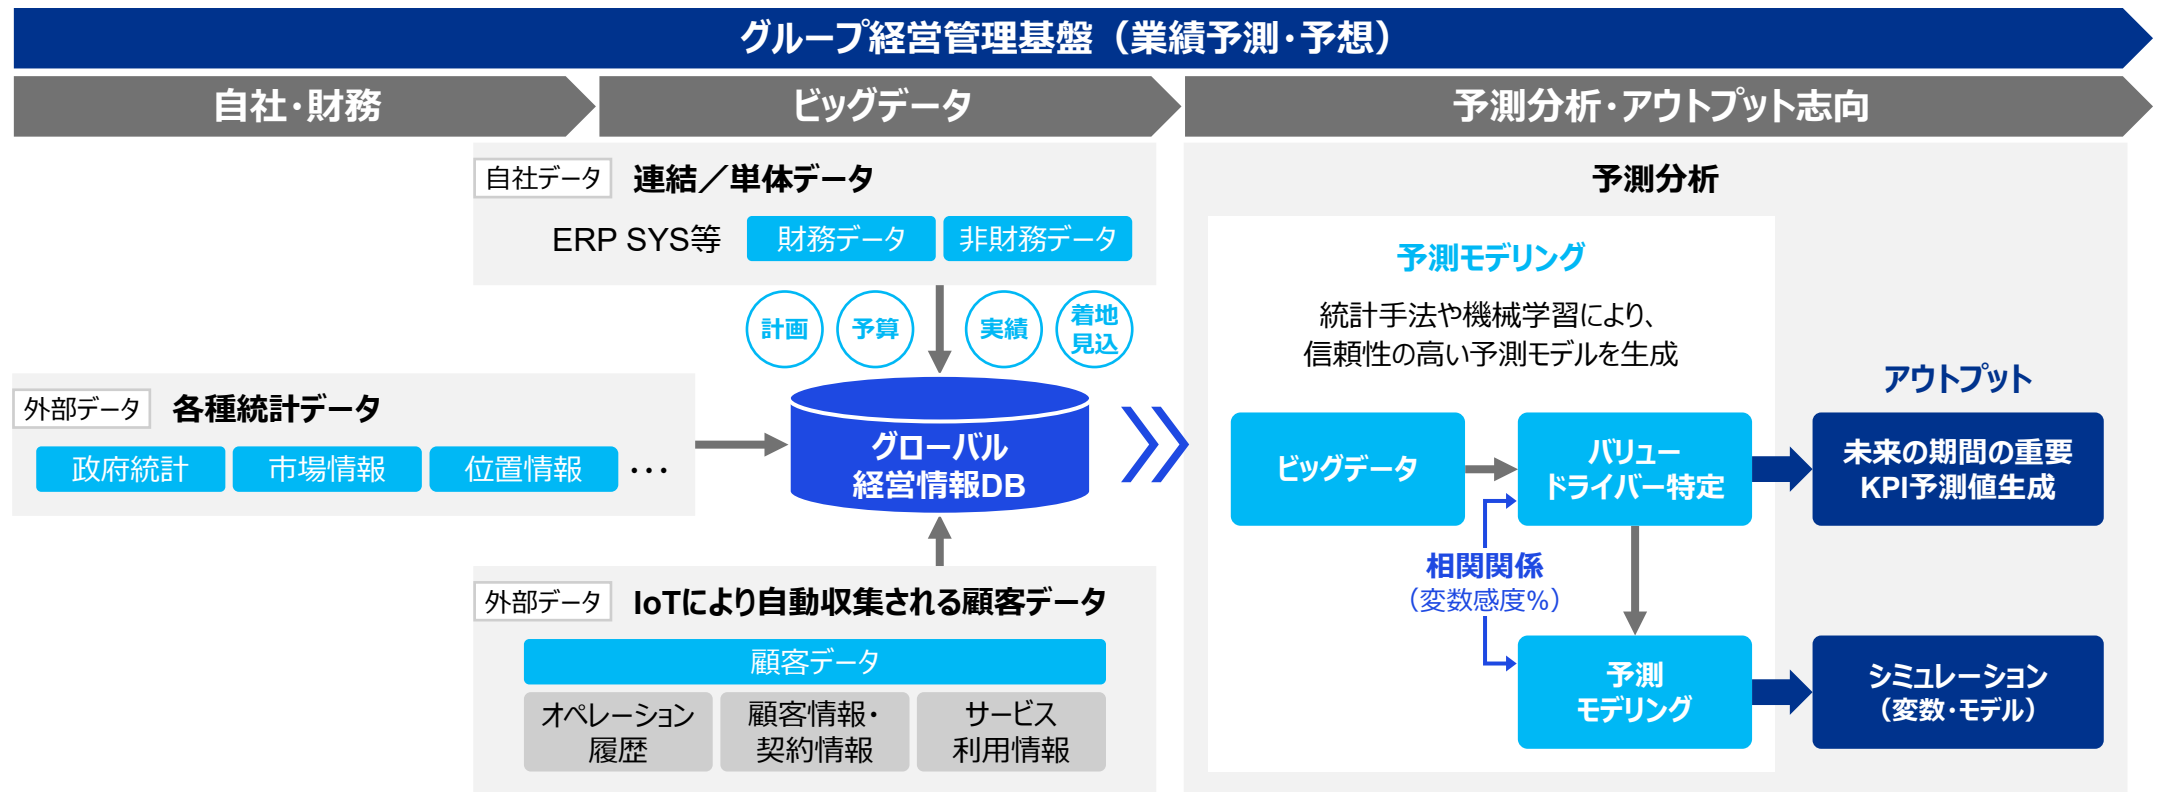 グループ経営管理基盤（業績予測・予想）
自社・財務
ビッグデータ
予測分析・アウトプット志向
自社データ
連結／単体データ
ERP SYS等
財務データ
非財務データ
計画
予算
実績
着地
見込
外部データ
各種統計データ
政府統計
市場情報
位置情報
・・・
グローバル
経営情報DB
外部データ
IoTにより自動収集される顧客データ
顧客データ
オペレーション
履歴
顧客情報・
契約情報
サービス
利用情報
予測分析
予測モデリング
統計手法や機械学習により、
信頼性の高い予測モデルを生成
ビッグデータ
バリュー
ドライバー特定
相関関係
（変数感度%）
予測
モデリング
アウトプット
未来の期間の重要
KPI予測値生成
シミュレーション
（変数・モデル）